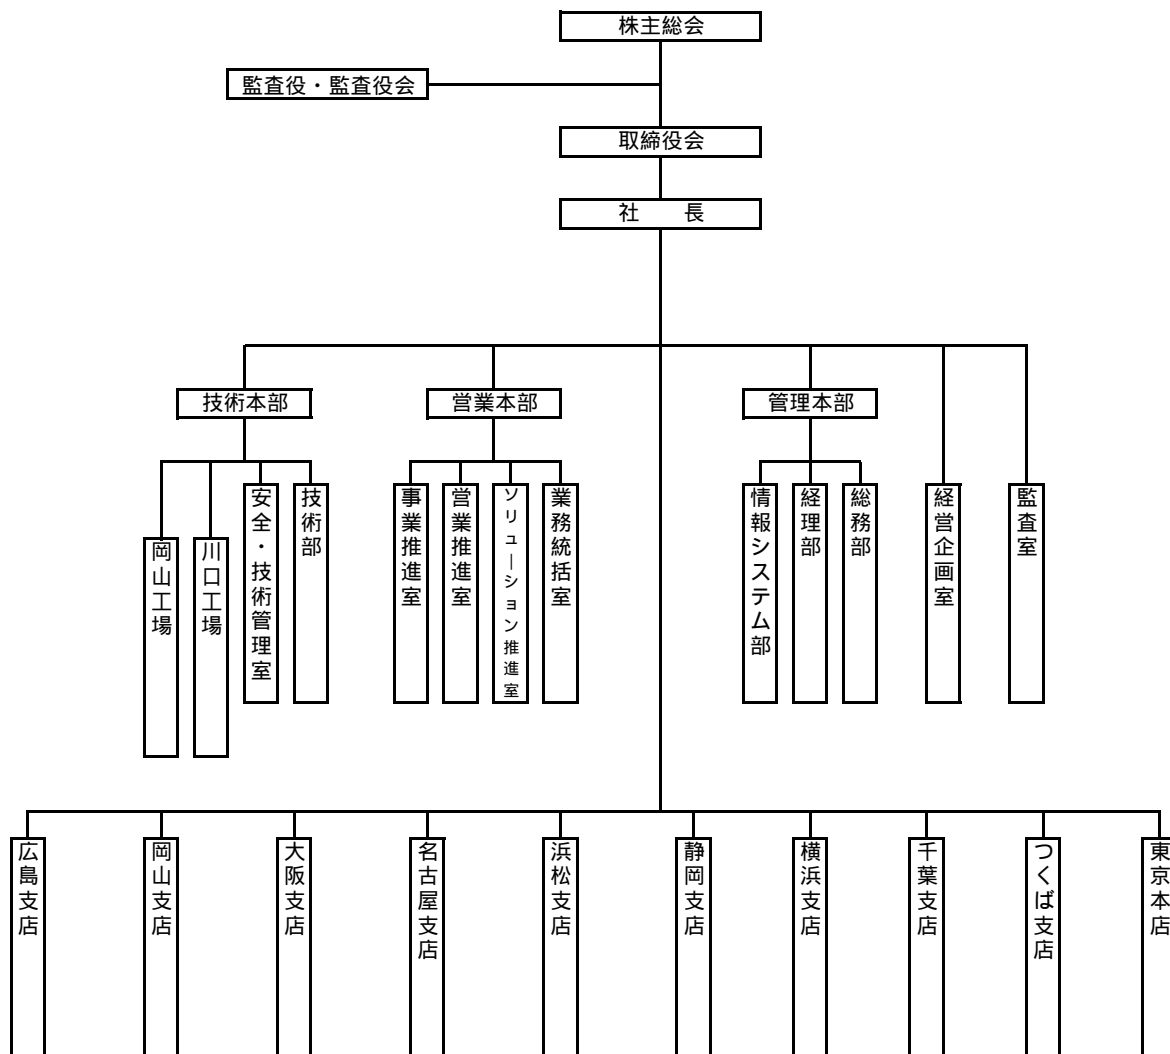 株主総会
監査役・監査役会
取締役会
社　　長
技術本部
営業本部
管理本部
岡山工場
川口工場
安全・技術管理室
技術部
事業推進室
営業推進室
ソリューション推進室
業務統括室
情報システム部
経理部
総務部
経営企画室
監査室
広島支店
岡山支店
大阪支店
名古屋支店
浜松支店
静岡支店
横浜支店
千葉支店
つくば支店
東京本店